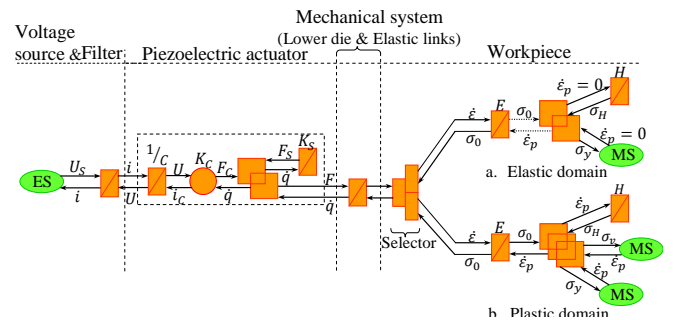 Mechanical system
(Lower die & Elastic links)
Voltage
source &Filter
Piezoelectric actuator
Workpiece
ε̇_p = 0
H
E
σ_0
σ_H
ε̇
σ_0
ε̇_p
ε̇_p = 0
σ_y
MS
a. Elastic domain
1/C
K_C
F_S
K_S
U_S
i
U
F_C
q̇
F
ES
i
U
i_C
q̇
q̇
Selector
ε̇_p
H
σ_H
ε̇
E
σ_0
σ_v
σ_0
ε̇_p
ε̇_p
MS
ε̇_p
σ_y
MS
b. Plastic domain